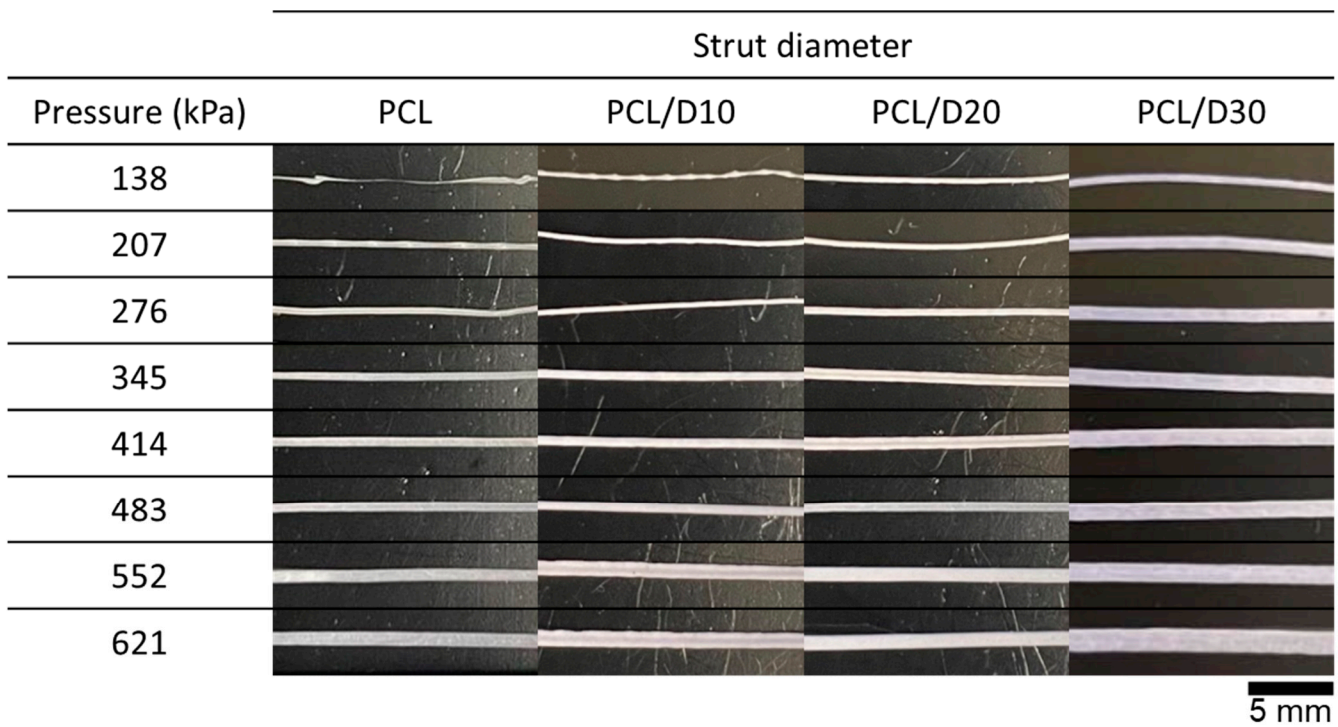 Strut diameter
Pressure (kPa) PCL PCL/D10 PCL/D20 PCL/D30
138
207
276
345
414
483
552
621
5 mm